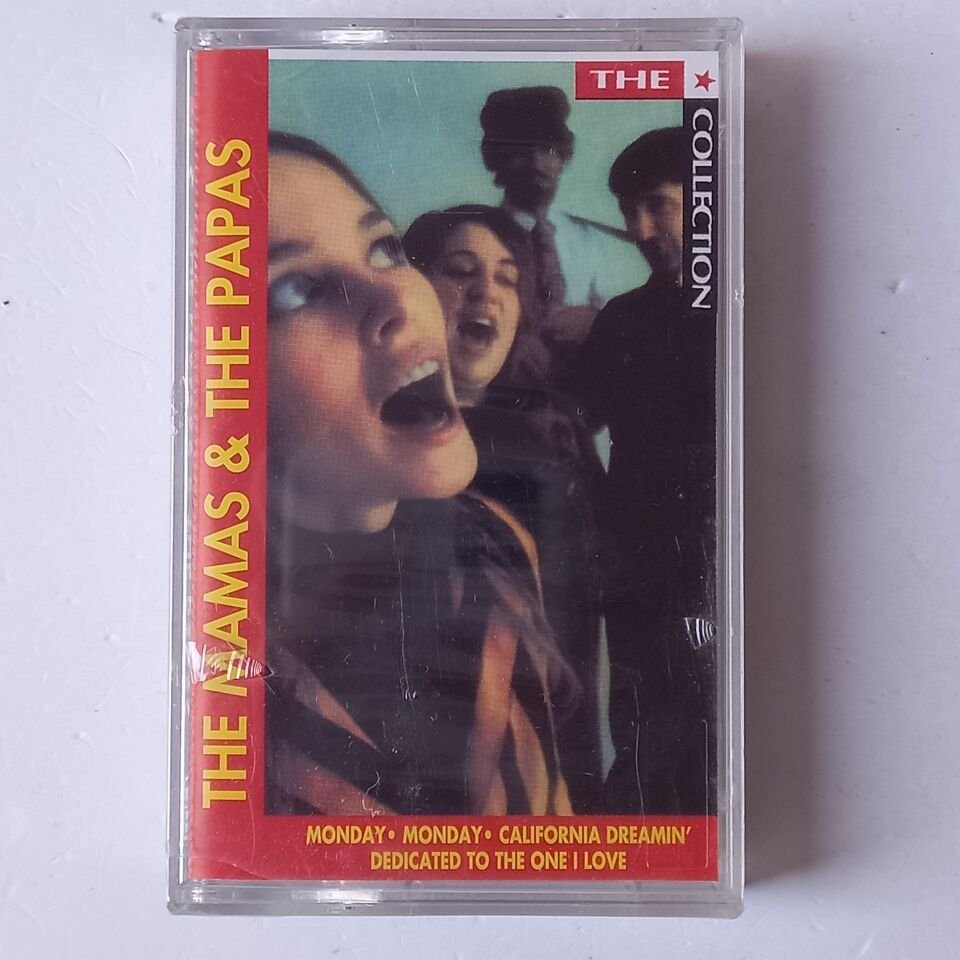 THE
COLLECTION
THE MAMAS & THE PAPAS
MONDAY• MONDAY• CALIFORNIA DREAMIN'
DEDICATED TO THE ONE I LOVE